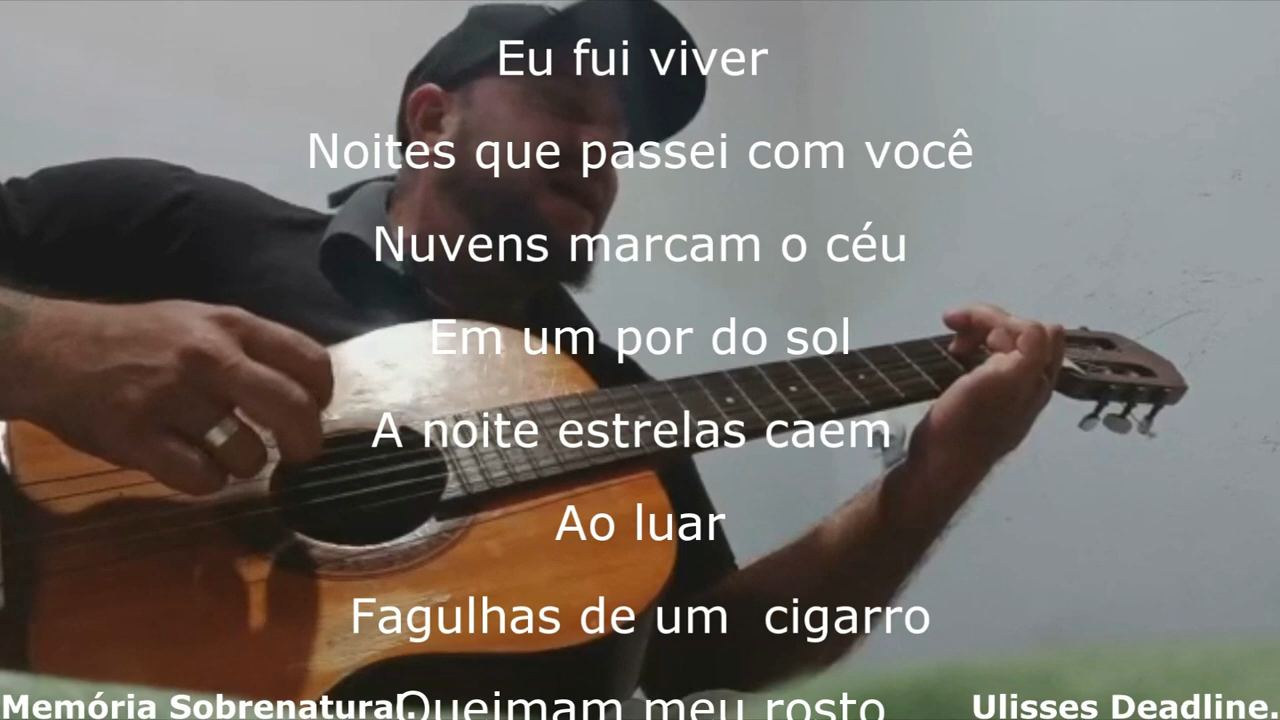 Eu fui viver
Noites que passei com você
Nuvens marcam o céu
Em um por do sol
A noite estrelas caem
Ao luar
Fagulhas de um  cigarro
Queimam meu rosto
Memória Sobrenatural.
Ulisses Deadline.